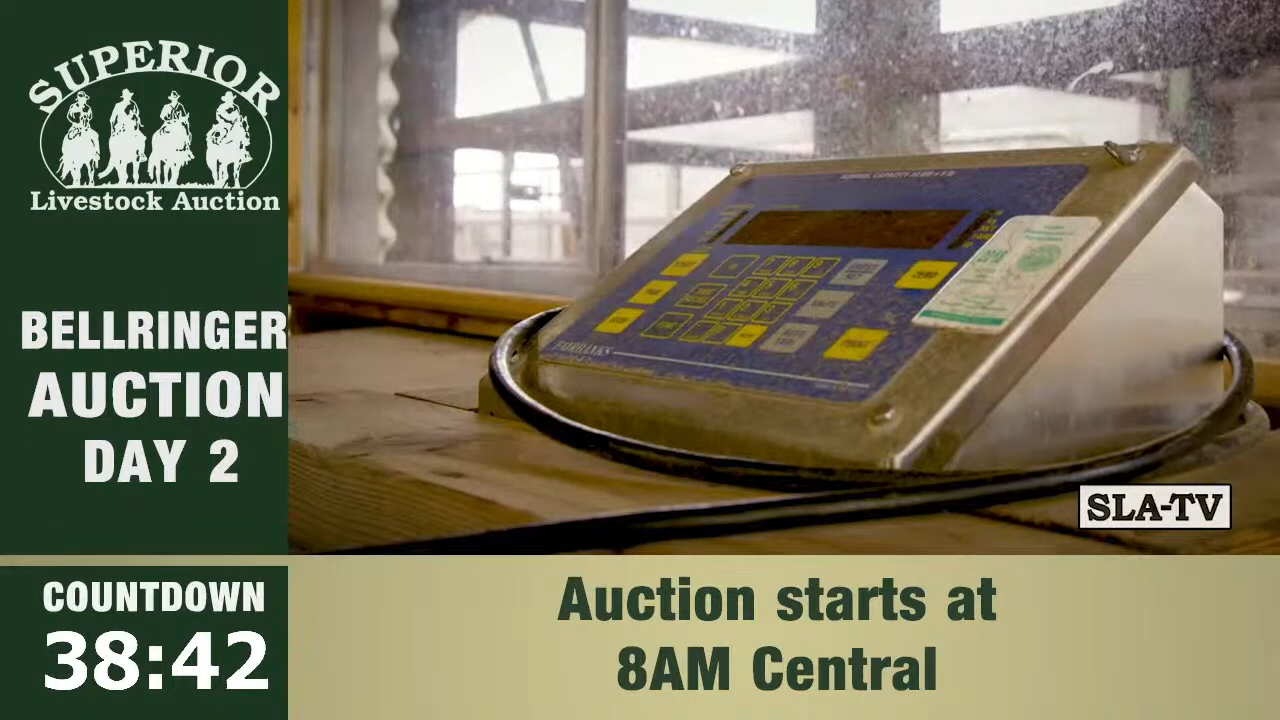 SUPERIOR
Livestock Auction
BELLRINGER
AUCTION
DAY 2
FAIRBANKS
ZERO
PRINT
SLA-TV
COUNTDOWN
38:42
Auction starts at
8AM Central